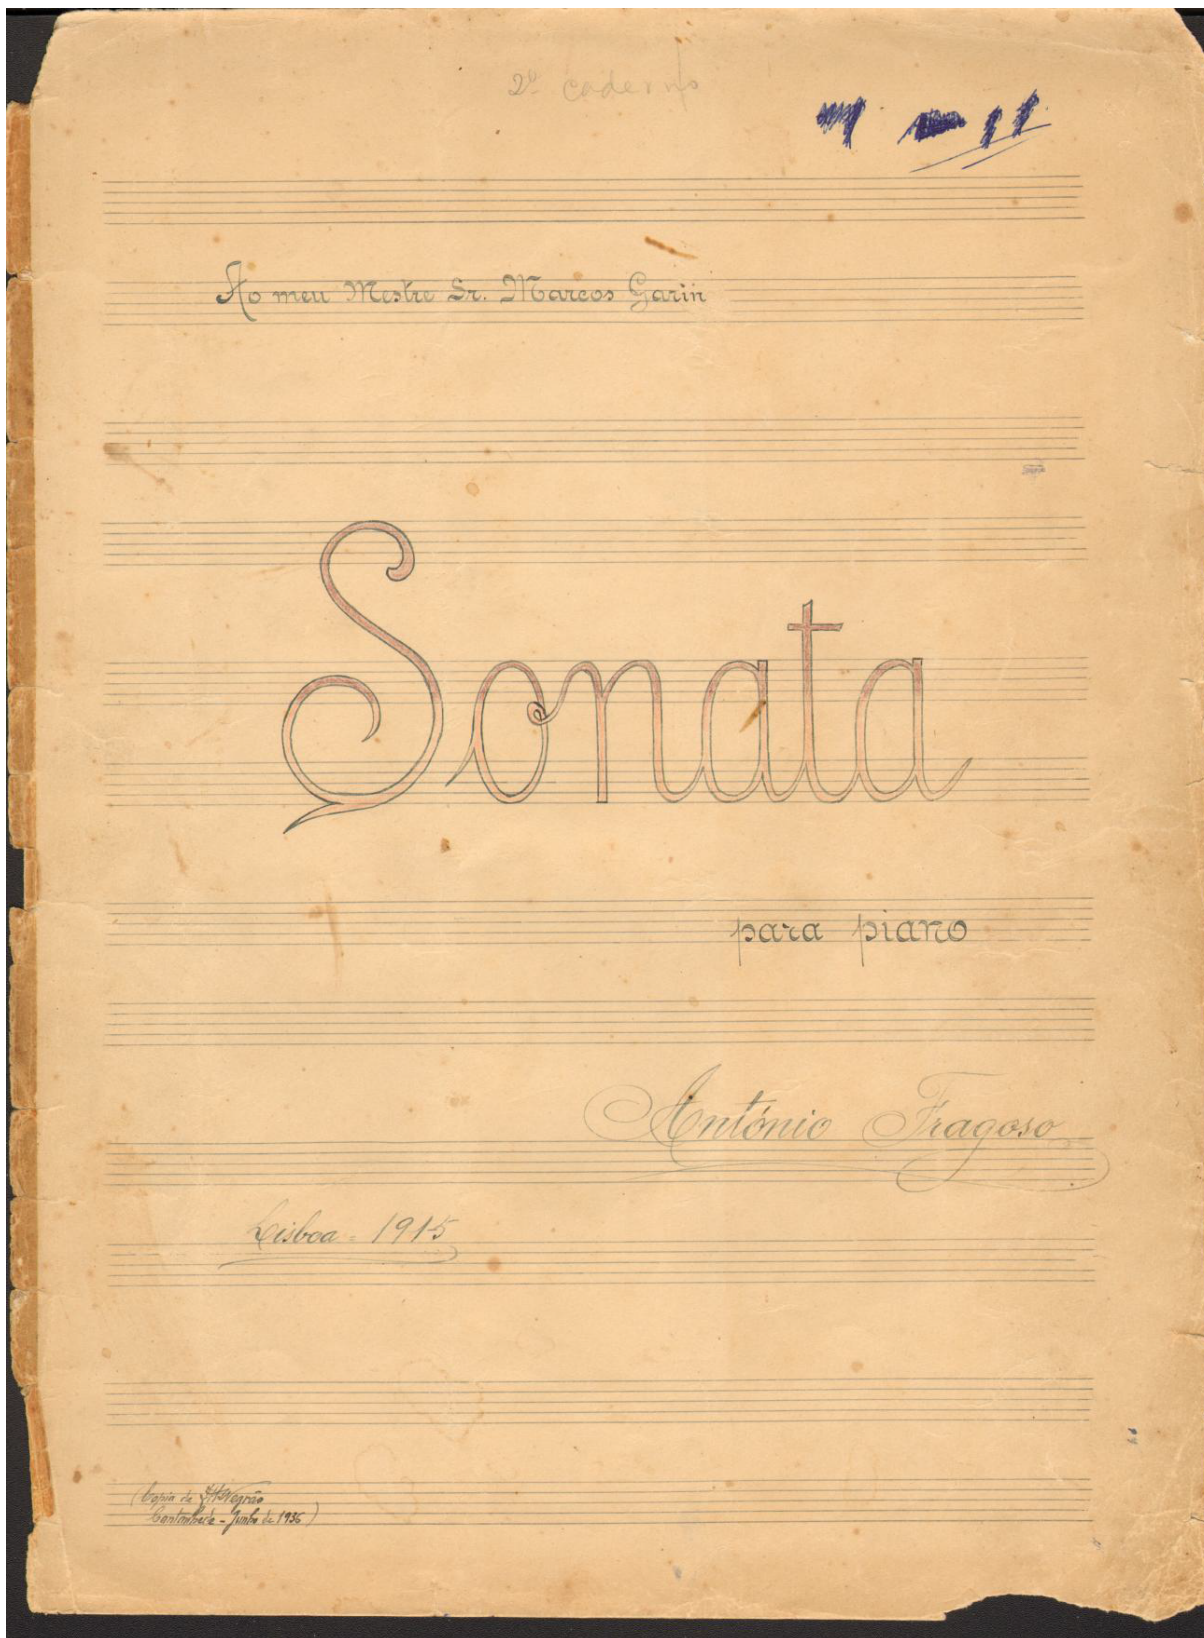 2º caderno
Ao meu Mestre Sr. Marcos Garin
Sonata
para piano
António Fragoso
Lisboa = 1915
(Copia de Negrão
Cantanhede - Junho de 1936)